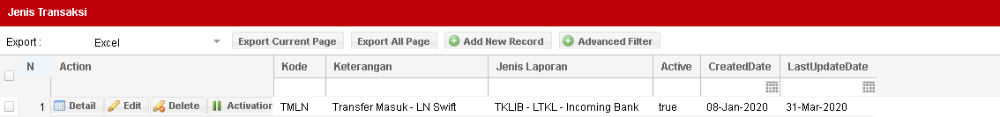 Jenis Transaksi
Export : Excel Export Current Page Export All Page Add New Record Advanced Filter
N Action Kode Keterangan Jenis Laporan Active CreatedDate LastUpdateDate
1 Detail Edit Delete Activation TMLN Transfer Masuk - LN Swift TKLIB - LTKL - Incoming Bank true 08-Jan-2020 31-Mar-2020